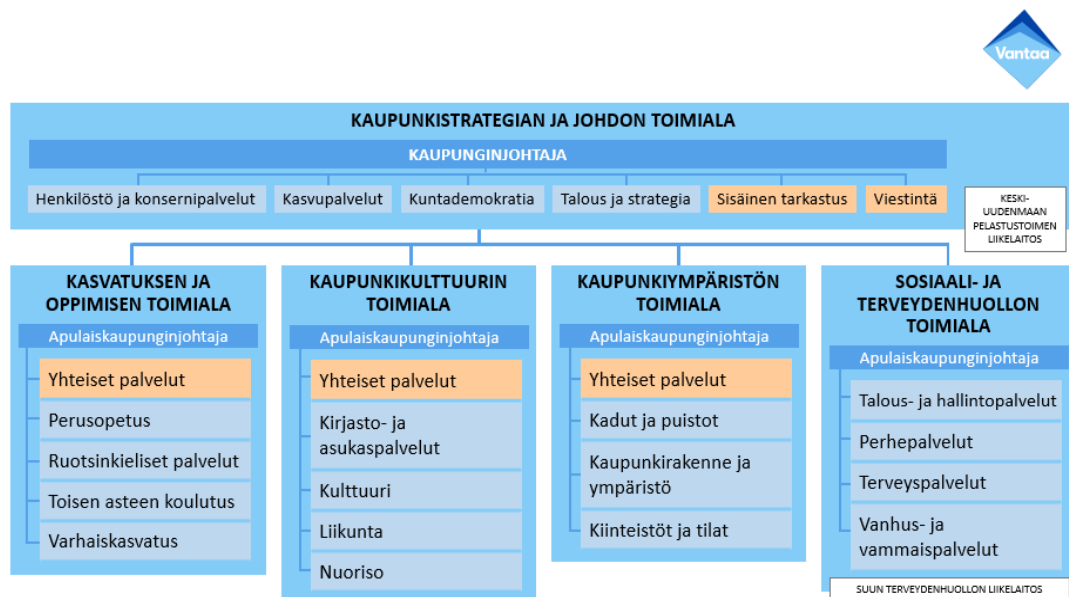 Vantaa
KAUPUNKISTRATEGIAN JA JOHDON TOIMIALA
KAUPUNGINJOHTAJA
Henkilöstö ja konsernipalvelut
Kasvupalvelut
Kuntademokratia
Talous ja strategia
Sisäinen tarkastus
Viestintä
KESKI-
UUDENMAAN
PELASTUSTOIMEN
LIIKELAITOS
KASVATUKSEN JA
OPPIMISEN TOIMIALA
Apulaiskaupunginjohtaja
Yhteiset palvelut
Perusopetus
Ruotsinkieliset palvelut
Toisen asteen koulutus
Varhaiskasvatus
KAUPUNKIKULTTUURIN
TOIMIALA
Apulaiskaupunginjohtaja
Yhteiset palvelut
Kirjasto- ja
asukaspalvelut
Kulttuuri
Liikunta
Nuoriso
KAUPUNKIYMPÄRISTÖN
TOIMIALA
Apulaiskaupunginjohtaja
Yhteiset palvelut
Kadut ja puistot
Kaupunkirakenne ja
ympäristö
Kiinteistöt ja tilat
SOSIAALI- JA
TERVEYDENHUOLLON
TOIMIALA
Apulaiskaupunginjohtaja
Talous- ja hallintopalvelut
Perhepalvelut
Terveyspalvelut
Vanhus- ja
vammaispalvelut
SUUN TERVEYDENHUOLLON LIIKELAITOS